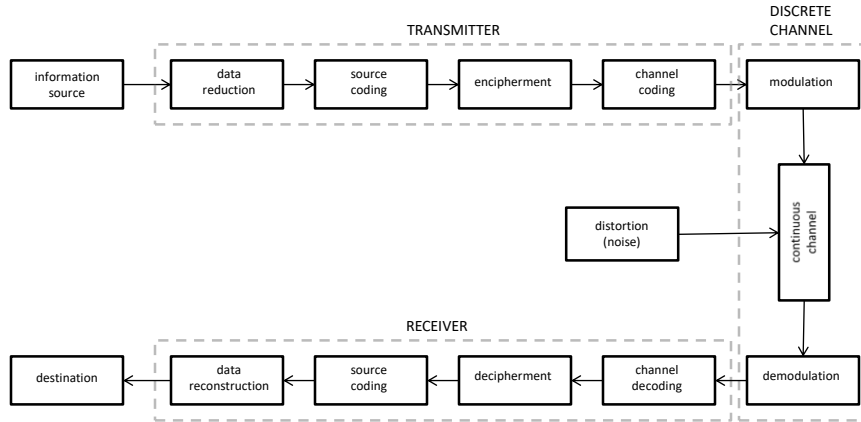 TRANSMITTER
DISCRETE
CHANNEL
information
source
data
reduction
source
coding
encipherment
channel
coding
modulation
distortion
(noise)
continuous
channel
RECEIVER
destination
data
reconstruction
source
coding
decipherment
channel
decoding
demodulation